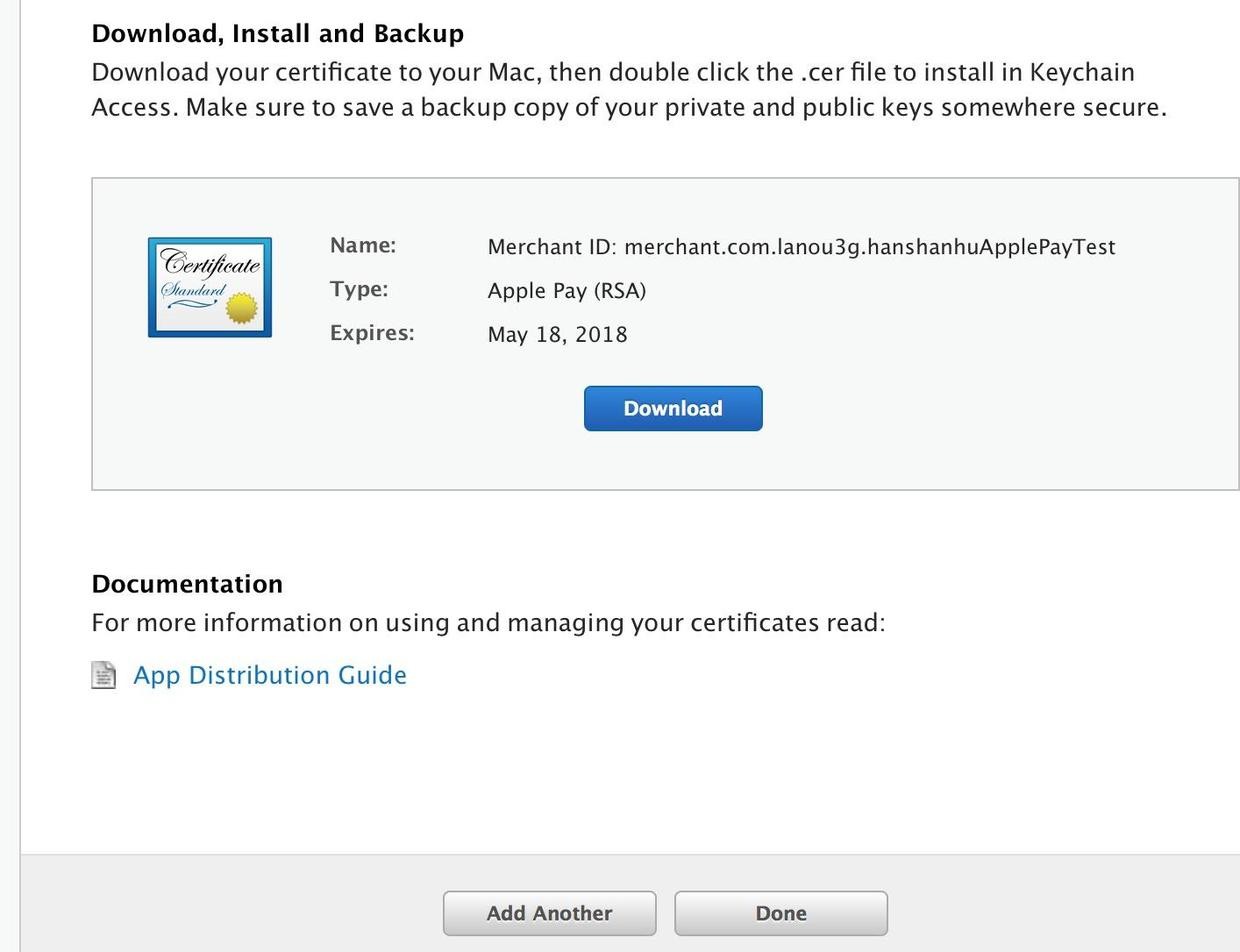 Download, Install and Backup
Download your certificate to your Mac, then double click the .cer file to install in Keychain
Access. Make sure to save a backup copy of your private and public keys somewhere secure.
Certificate
Standard
Name: Merchant ID: merchant.com.lanou3g.hanshanhuApplePayTest
Type: Apple Pay (RSA)
Expires: May 18, 2018
Download
Documentation
For more information on using and managing your certificates read:
App Distribution Guide
Add Another Done